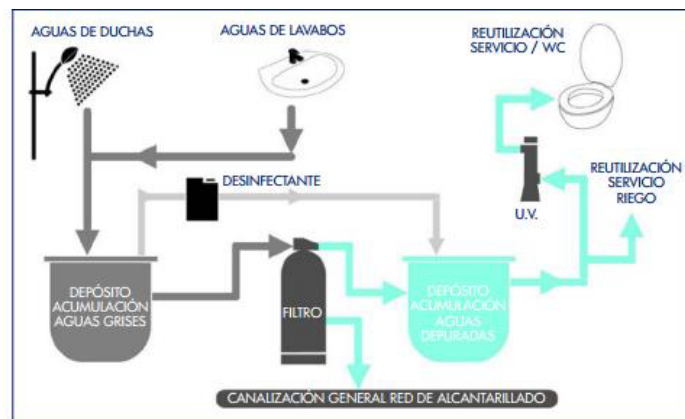 AGUAS DE DUCHAS
AGUAS DE LAVABOS
REUTILIZACIÓN
SERVICIO / WC
DESINFECTANTE
U.V.
REUTILIZACIÓN
SERVICIO
RIEGO
DEPÓSITO
ACUMULACIÓN
AGUAS GRISES
FILTRO
DEPÓSITO
ACUMULACIÓN
AGUAS
DEPURADAS
CANALIZACIÓN GENERAL RED DE ALCANTARILLADO